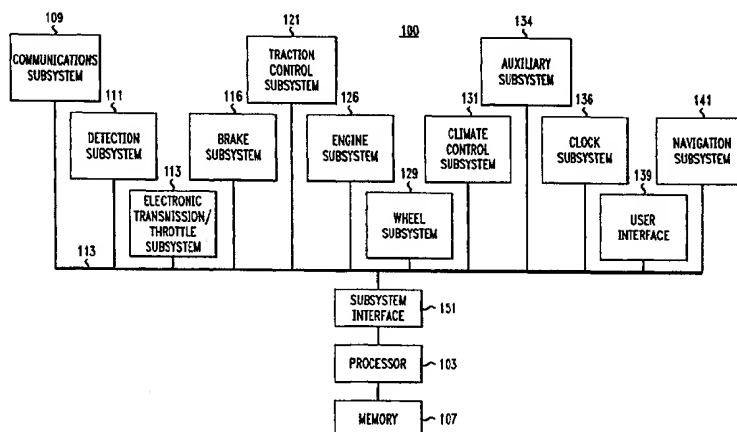 109
COMMUNICATIONS
SUBSYSTEM
121
TRACTION
CONTROL
SUBSYSTEM
100
134
AUXILIARY
SUBSYSTEM
111
DETECTION
SUBSYSTEM
116
BRAKE
SUBSYSTEM
126
ENGINE
SUBSYSTEM
131
CLIMATE
CONTROL
SUBSYSTEM
136
CLOCK
SUBSYSTEM
141
NAVIGATION
SUBSYSTEM
113
ELECTRONIC
TRANSMISSION/
THROTTLE
SUBSYSTEM
129
WHEEL
SUBSYSTEM
139
USER
INTERFACE
113
SUBSYSTEM
INTERFACE
151
PROCESSOR
103
MEMORY
107